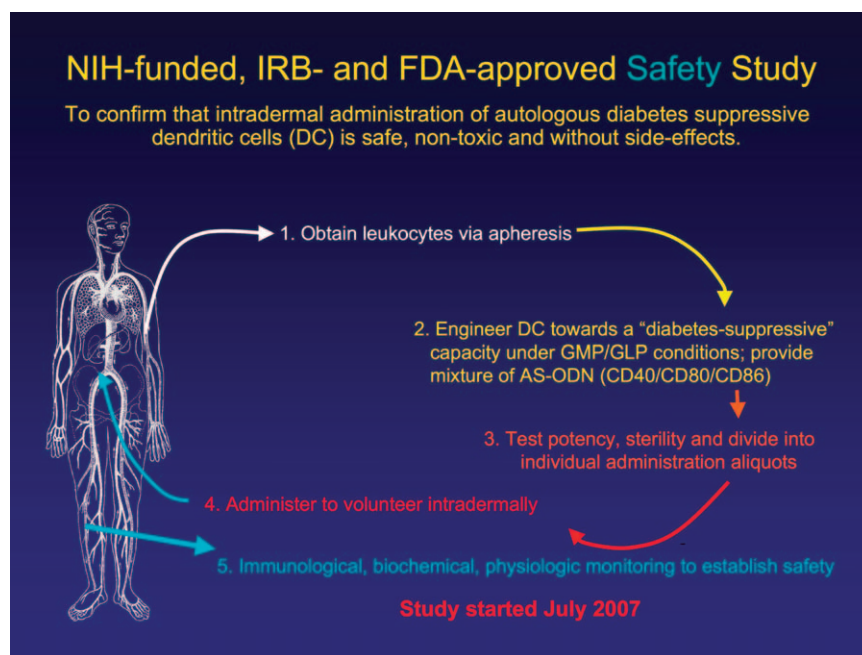 NIH-funded, IRB- and FDA-approved Safety Study
To confirm that intradermal administration of autologous diabetes suppressive
dendritic cells (DC) is safe, non-toxic and without side-effects.
1. Obtain leukocytes via apheresis
2. Engineer DC towards a “diabetes-suppressive”
capacity under GMP/GLP conditions; provide
mixture of AS-ODN (CD40/CD80/CD86)
3. Test potency, sterility and divide into
individual administration aliquots
4. Administer to volunteer intradermally
5. Immunological, biochemical, physiologic monitoring to establish safety
Study started July 2007